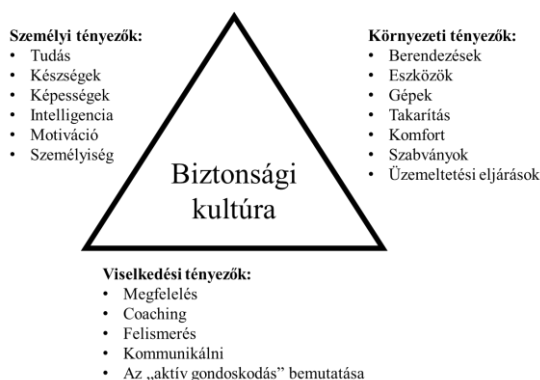 Személyi tényezők:
• Tudás
• Készségek
• Képességek
• Intelligencia
• Motiváció
• Személyiség
Környezeti tényezők:
• Berendezések
• Eszközök
• Gépek
• Takarítás
• Komfort
• Szabványok
• Üzemeltetési eljárások
Biztonsági
kultúra
Viselkedési tényezők:
• Megfelelés
• Coaching
• Felismerés
• Kommunikálni
• Az „aktív gondoskodás” bemutatása